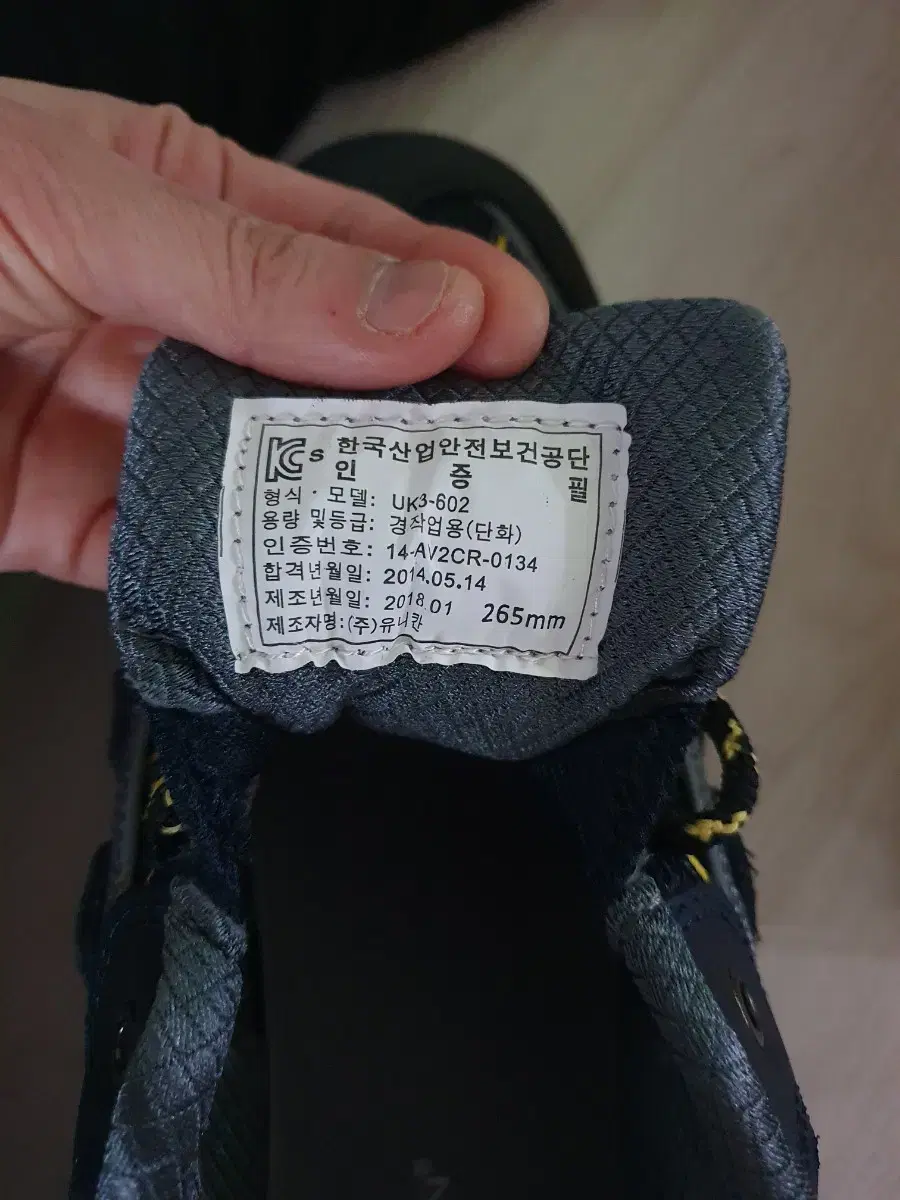 KCs 한국산업안전보건공단
인 증 필
형식 · 모델: UKB-602
용량 및등급: 경작업용(단화)
인증번호: 14-AV2CR-0134
합격년월일: 2014.05.14
제조년월일: 2018.01 265mm
제조자명:(주)유니칸